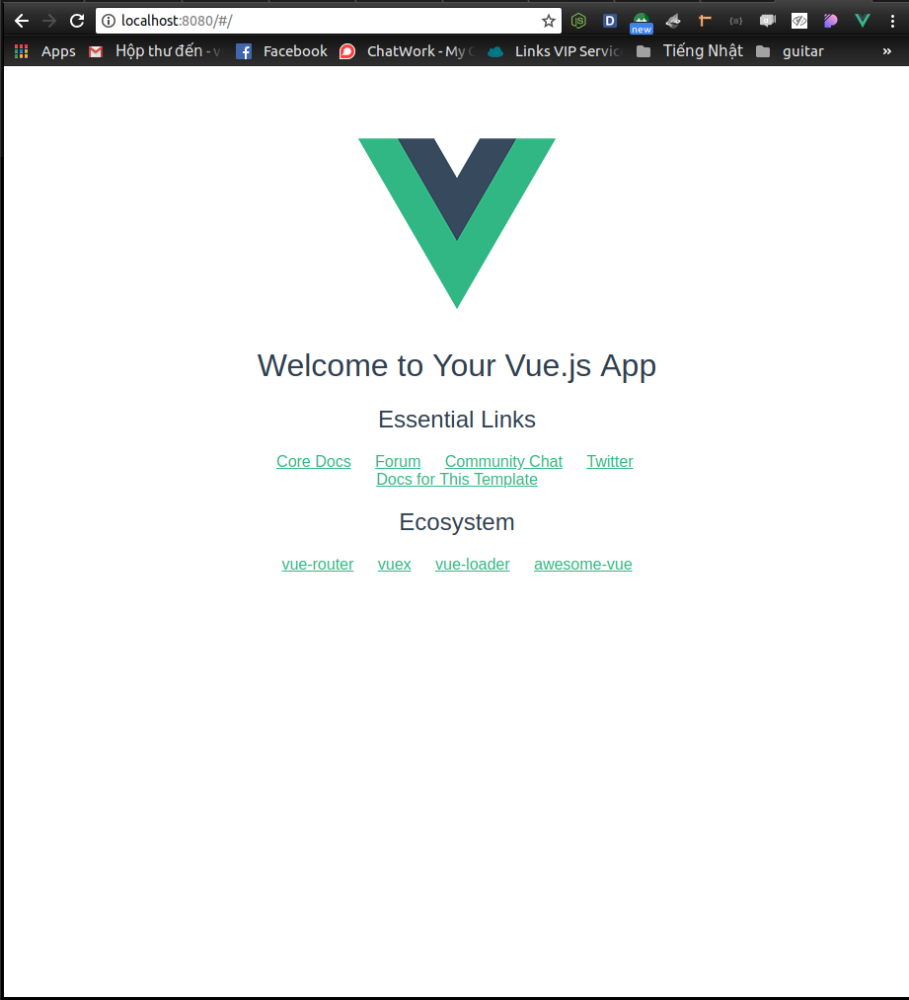 localhost:8080/#/
new
Apps Hộp thư đến - Facebook ChatWork - My Links VIP Servic Tiếng Nhật guitar »
Welcome to Your Vue.js App
Essential Links
Core Docs Forum Community Chat Twitter
Docs for This Template
Ecosystem
vue-router vuex vue-loader awesome-vue